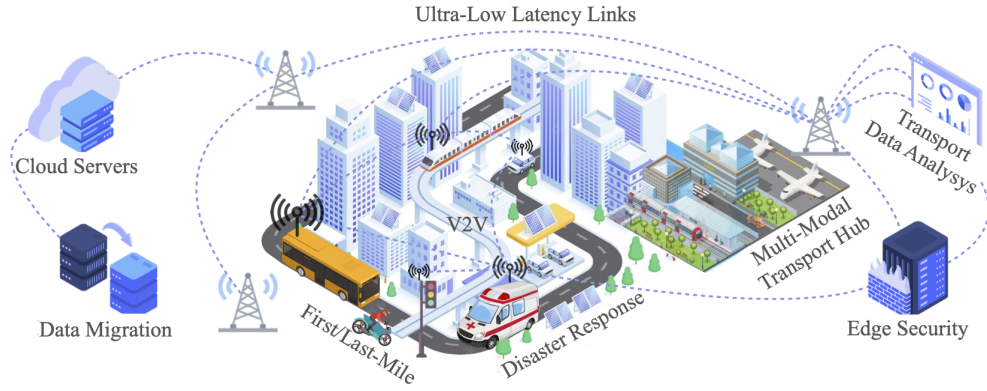 Ultra-Low Latency Links
Cloud Servers
Transport
Data Analysys
V2V
Multi-Modal
Transport Hub
Data Migration
First/Last-Mile
Disaster Response
Edge Security